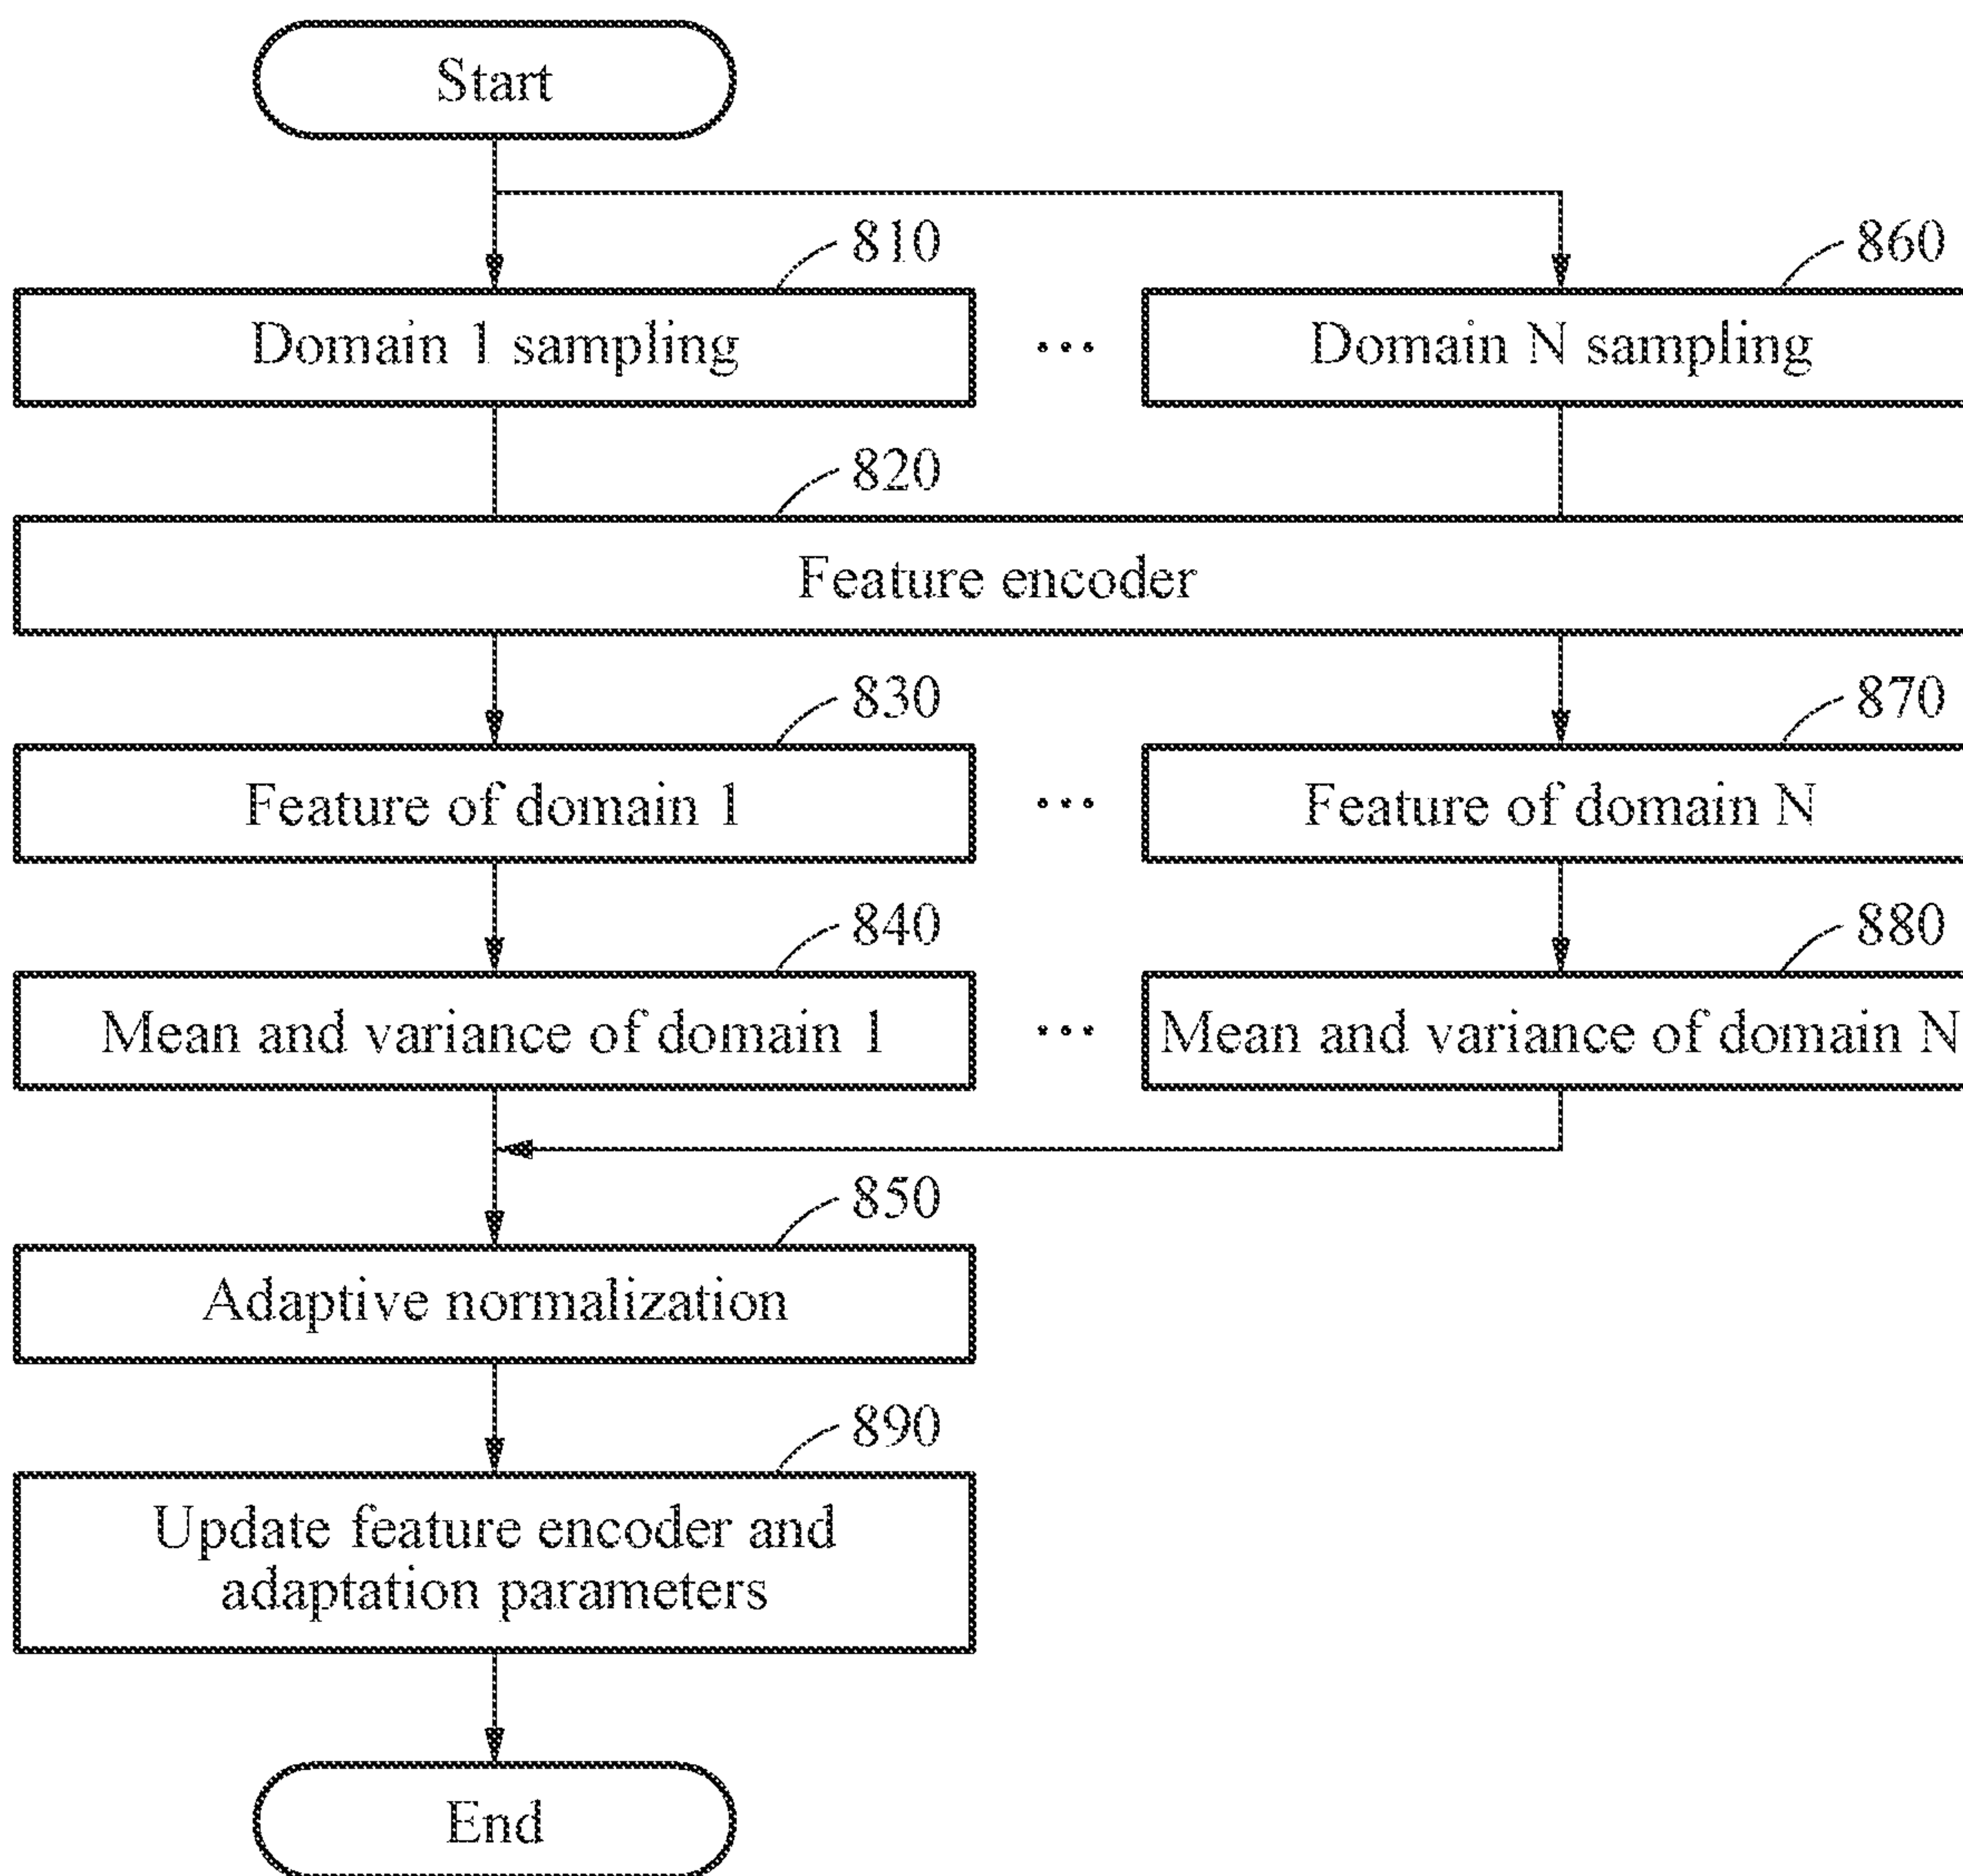 Start
810
860
Domain 1 sampling
...
Domain N sampling
820
Feature encoder
830
870
Feature of domain 1
...
Feature of domain N
840
880
Mean and variance of domain 1
...
Mean and variance of domain N
850
Adaptive normalization
890
Update feature encoder and
adaptation parameters
End